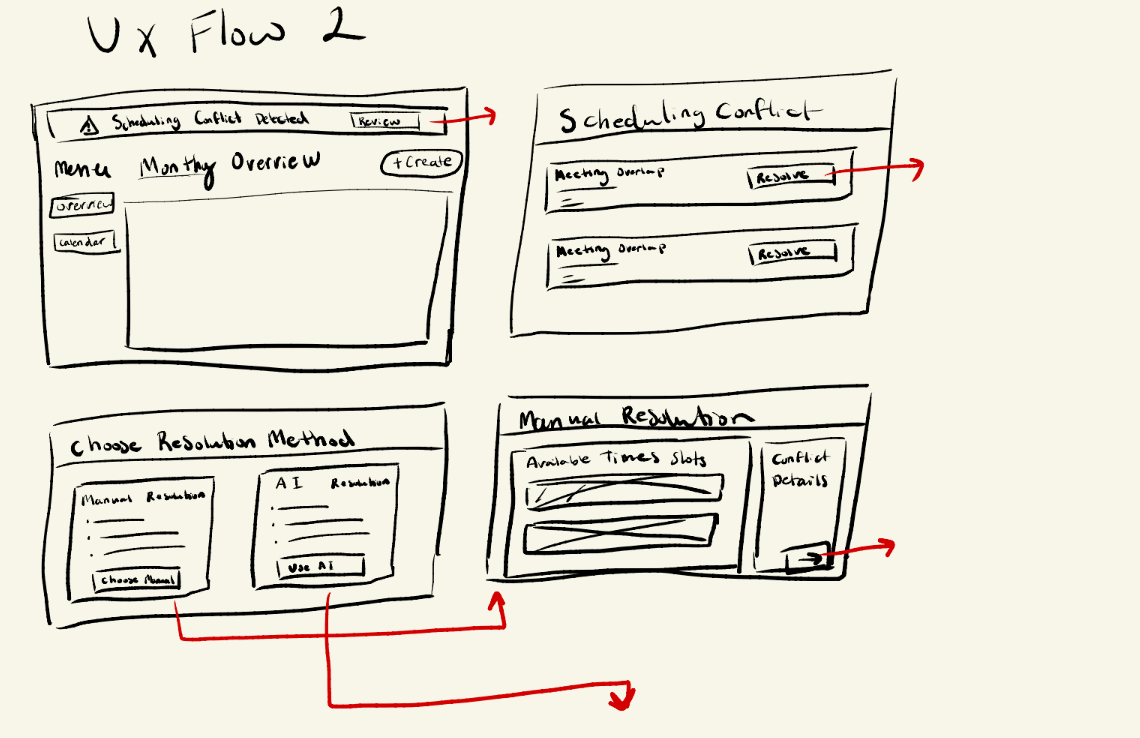 UX Flow 2
Scheduling Conflict Detected
Review
Menu
Monthy Overview
+ Create
overview
calendar
Scheduling Conflict
Meeting Overlap
Resolve
Meeting Overlap
Resolve
Choose Resolution Method
Manual Resolution
Choose Manual
AI Resolution
Use AI
Manual Resolution
Available Times Slots
Conflict
Details